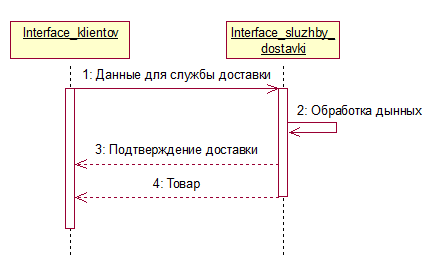 Interface_klientov
Interface_sluzhby_
dostavki
1: Данные для службы доставки
2: Обработка дынных
3: Подтверждение доставки
4: Товар